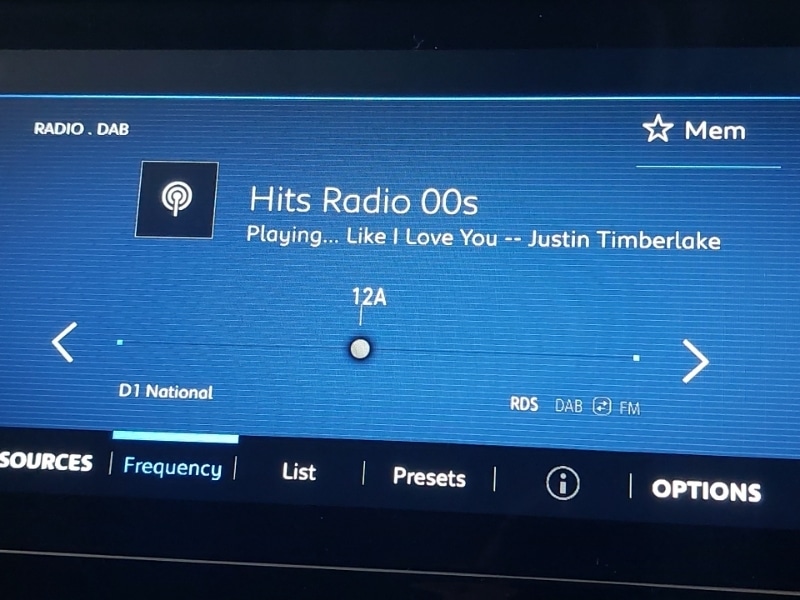 RADIO . DAB
Mem
Hits Radio 00s
Playing... Like I Love You -- Justin Timberlake
12A
D1 National
RDS DAB FM
SOURCES Frequency List Presets OPTIONS